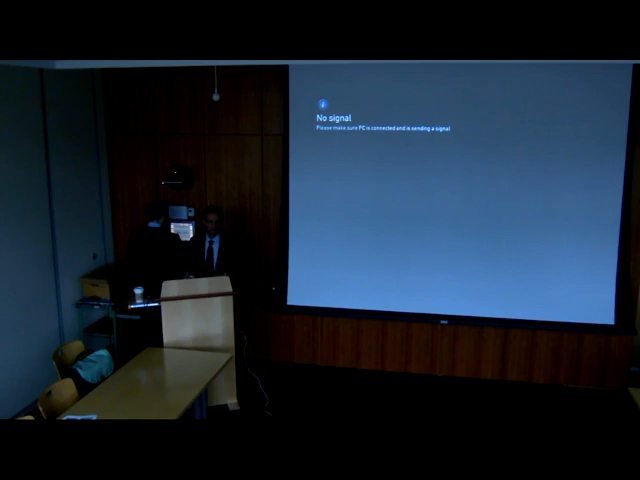 No signal
Please make sure PC is connected and is sending a signal